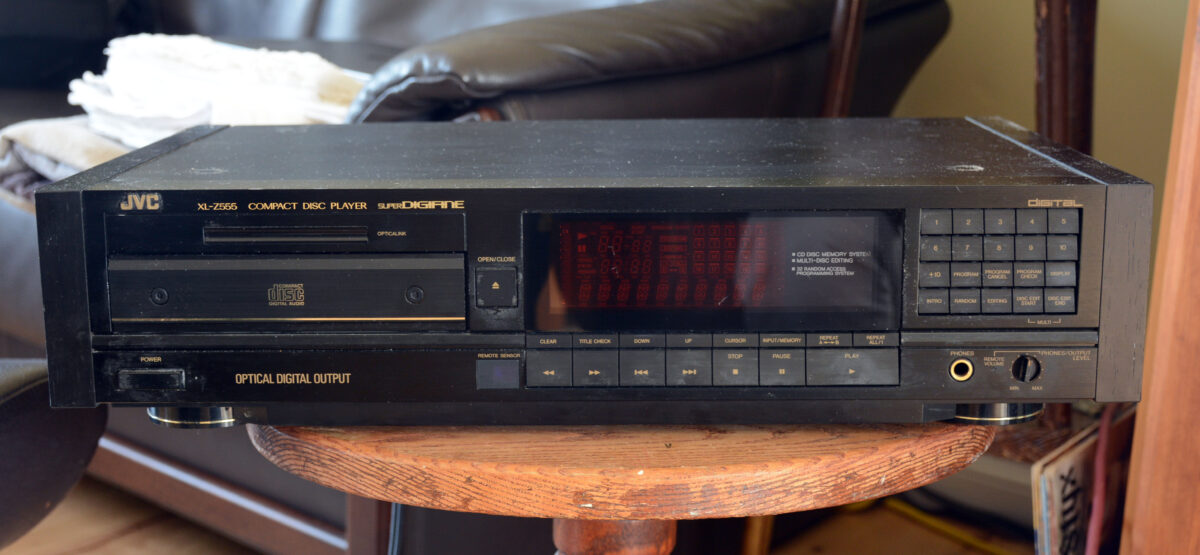 JVC
XL-Z555 COMPACT DISC PLAYER SUPER DIGIFINE
OPTICALINK
COMPACT
disc
DIGITAL AUDIO
OPEN/CLOSE
POWER
OPTICAL DIGITAL OUTPUT
REMOTE SENSOR
CD DISC MEMORY SYSTEM
MULTI-DISC EDITING
32 RANDOM ACCESS
PROGRAMMING SYSTEM
CLEAR TITLE CHECK DOWN UP CURSOR INPUT/MEMORY REPEAT A↔B REPEAT ALL/1
STOP PAUSE PLAY
DIGITAL
1 2 3 4 5
6 7 8 9 10
+10 PROGRAM PROGRAM CANCEL PROGRAM CHECK DISPLAY
INTRO RANDOM EDITING DISC EDIT START DISC EDIT END
MULTI
PHONES
REMOTE VOLUME
PHONES/OUTPUT LEVEL
MIN MAX